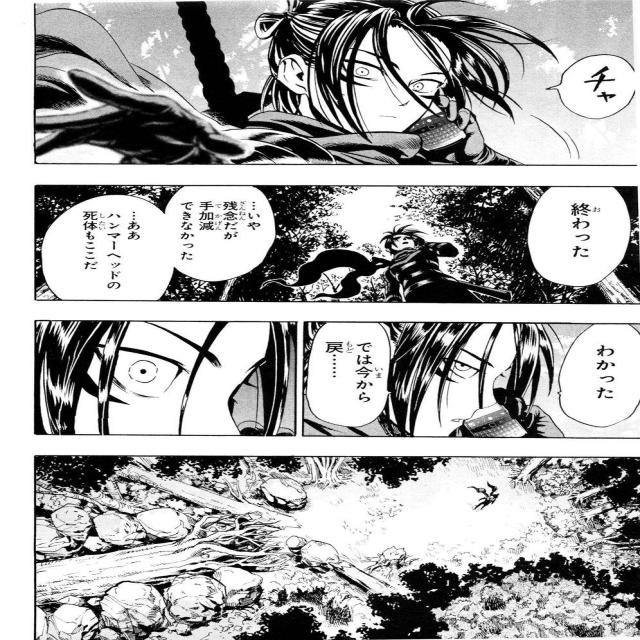 チャ
終わった
…いや
残念だが
手加減
できなかった
…ああ
ハンマーヘッドの
死体もここだ
わかった
では今から
戻……